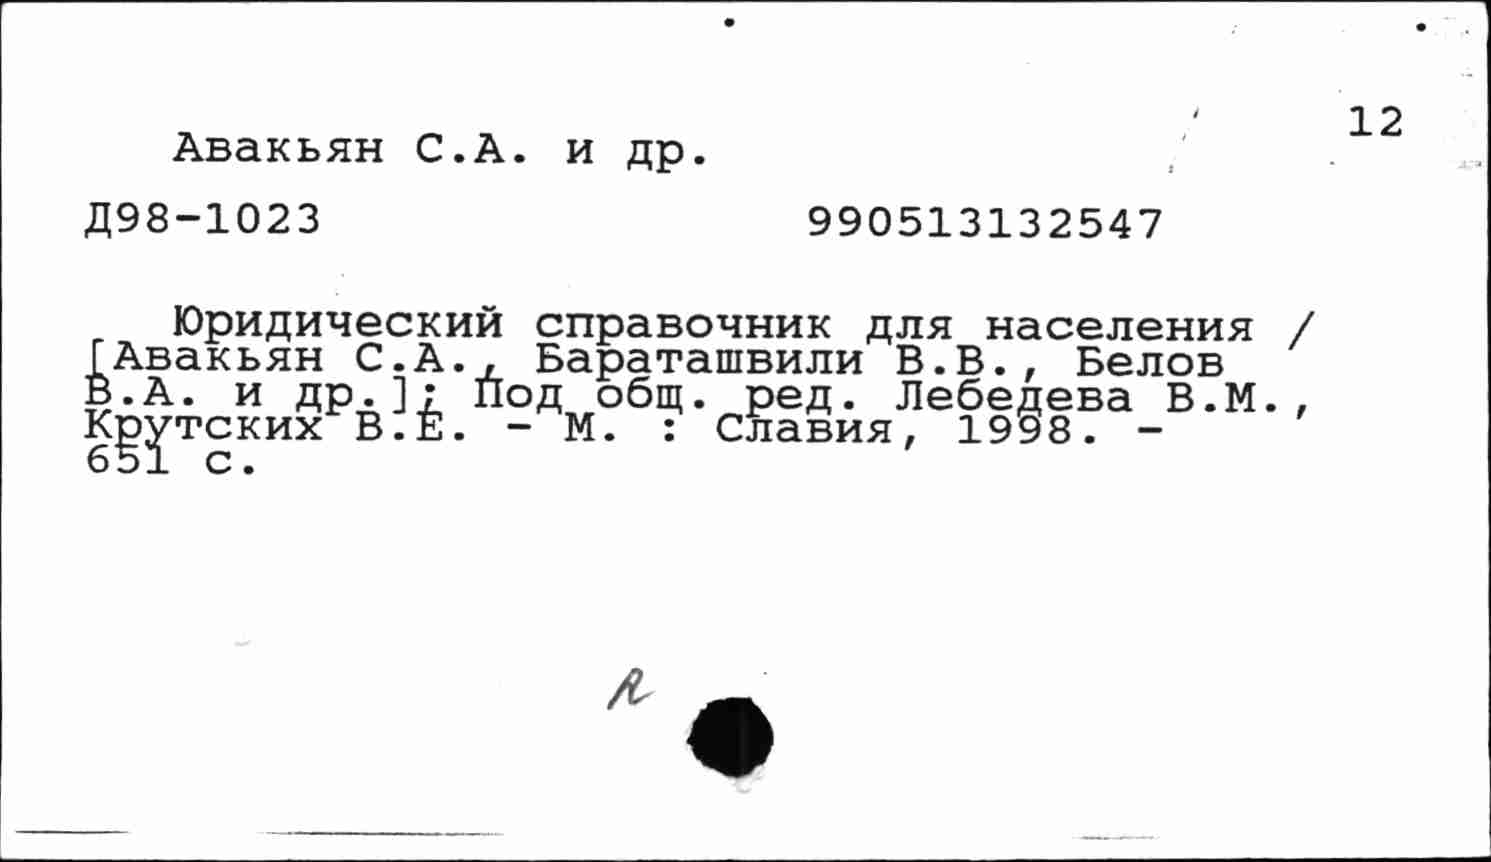 12
Авакьян С.А. и др.
Д98-1023 990513132547
Юридический справочник для населения /
[Авакьян С.А., Бараташвили В.В., Белов
В.А. и др.]; Под общ. ред. Лебедева В.М.,
Крутских В.Е. - М. : Славия, 1998. -
651 с.
R